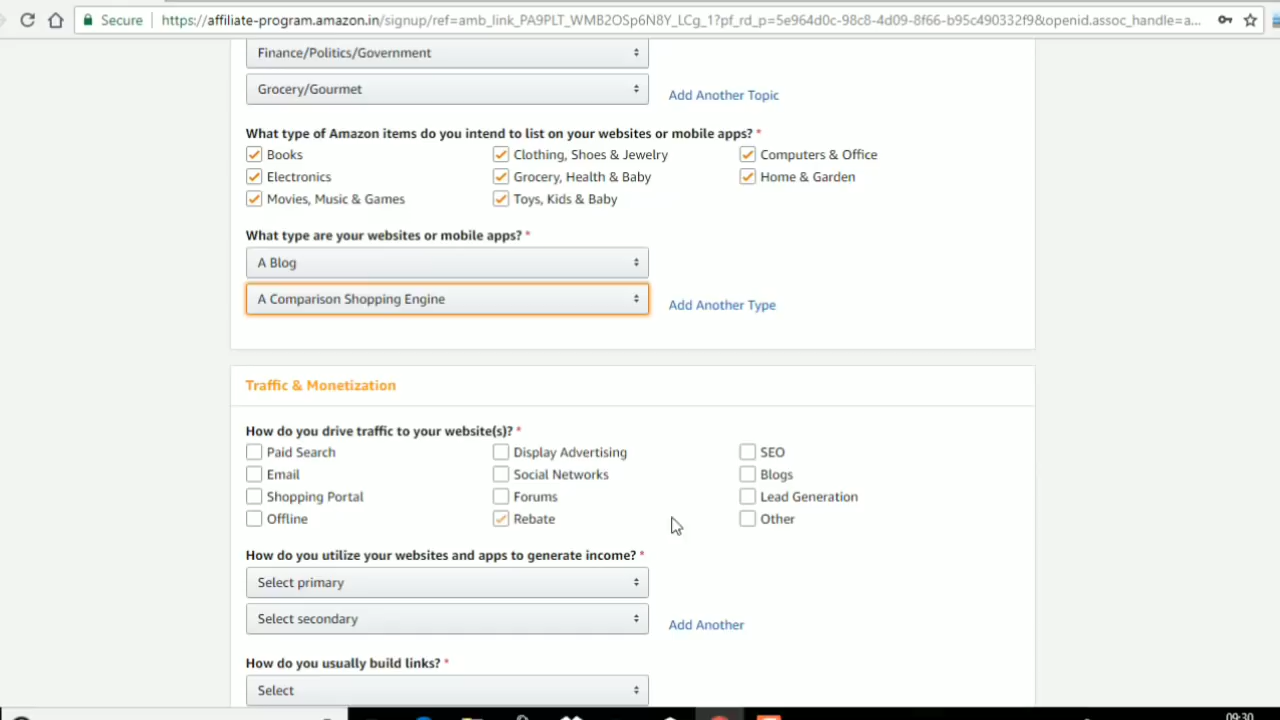 Secure https://affiliate-program.amazon.in/signup/ref=amb_link_PA9PLT_WMB2OSp6N8Y_LCg_1?pf_rd_p=5e964d0c-98c8-4d09-8f66-b95c490332f9&openid.assoc_handle=a...
Finance/Politics/Government
Grocery/Gourmet
Add Another Topic
What type of Amazon items do you intend to list on your websites or mobile apps? *
Books Clothing, Shoes & Jewelry Computers & Office
Electronics Grocery, Health & Baby Home & Garden
Movies, Music & Games Toys, Kids & Baby
What type are your websites or mobile apps? *
A Blog
A Comparison Shopping Engine
Add Another Type
Traffic & Monetization
How do you drive traffic to your website(s)? *
Paid Search Display Advertising SEO
Email Social Networks Blogs
Shopping Portal Forums Lead Generation
Offline Rebate Other
How do you utilize your websites and apps to generate income? *
Select primary
Select secondary
Add Another
How do you usually build links? *
Select
09:30